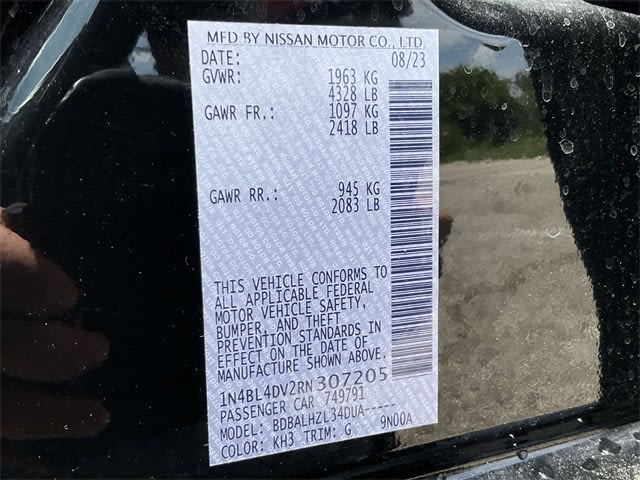 MFD BY NISSAN MOTOR CO., LTD.
DATE: 08/23
GVWR: 1963 KG
4328 LB
GAWR FR.: 1097 KG
2418 LB
GAWR RR.: 945 KG
2083 LB
THIS VEHICLE CONFORMS TO
ALL APPLICABLE FEDERAL
MOTOR VEHICLE SAFETY,
BUMPER, AND THEFT
PREVENTION STANDARDS IN
EFFECT ON THE DATE OF
MANUFACTURE SHOWN ABOVE.
1N4BL4DV2RN307205
PASSENGER CAR 749791
MODEL: BDBALHZL34DUA-----
COLOR: KH3 TRIM: G 9N00A